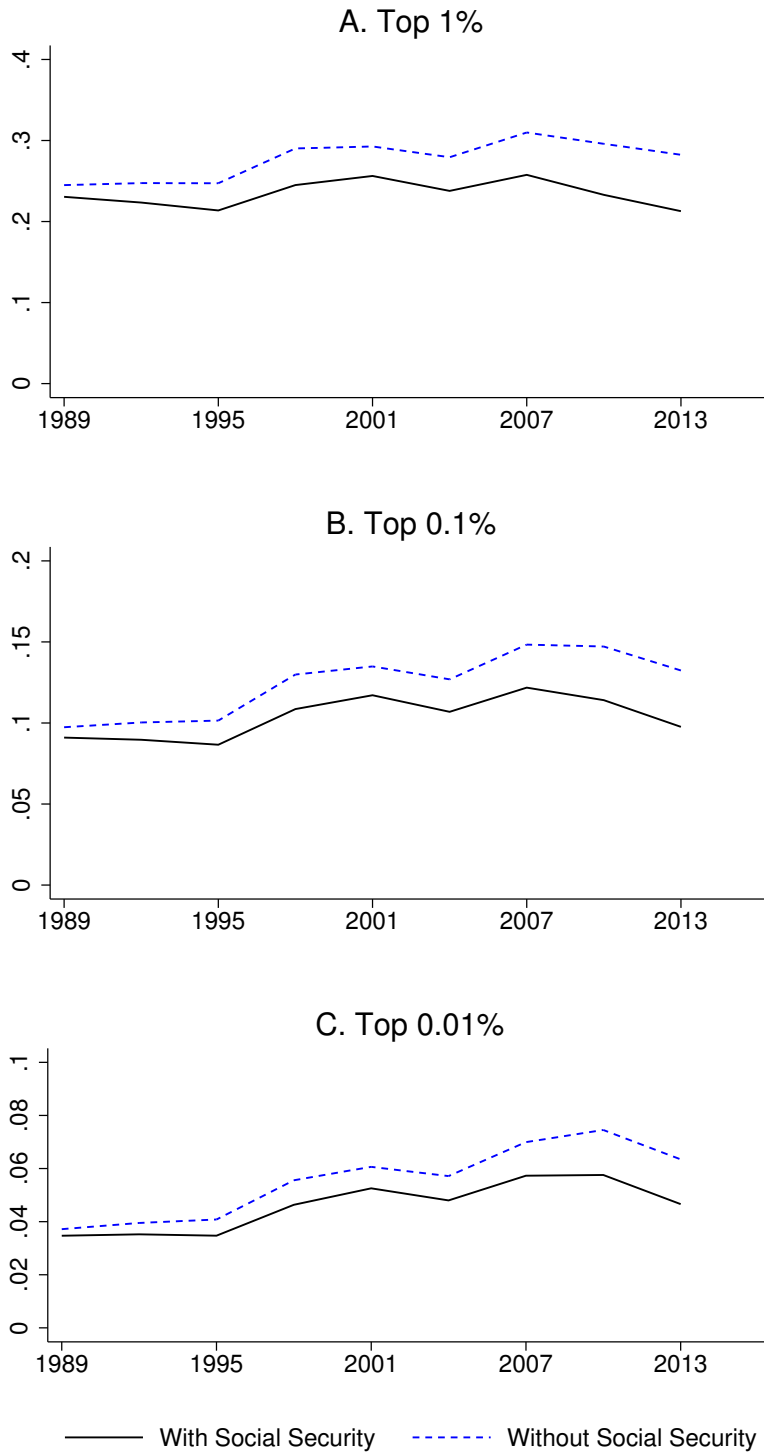 A. Top 1%
.4
.3
.2
.1
0
1989 1995 2001 2007 2013
B. Top 0.1%
.2
.15
.1
.05
0
1989 1995 2001 2007 2013
C. Top 0.01%
.1
.08
.06
.04
.02
0
1989 1995 2001 2007 2013
With Social Security Without Social Security